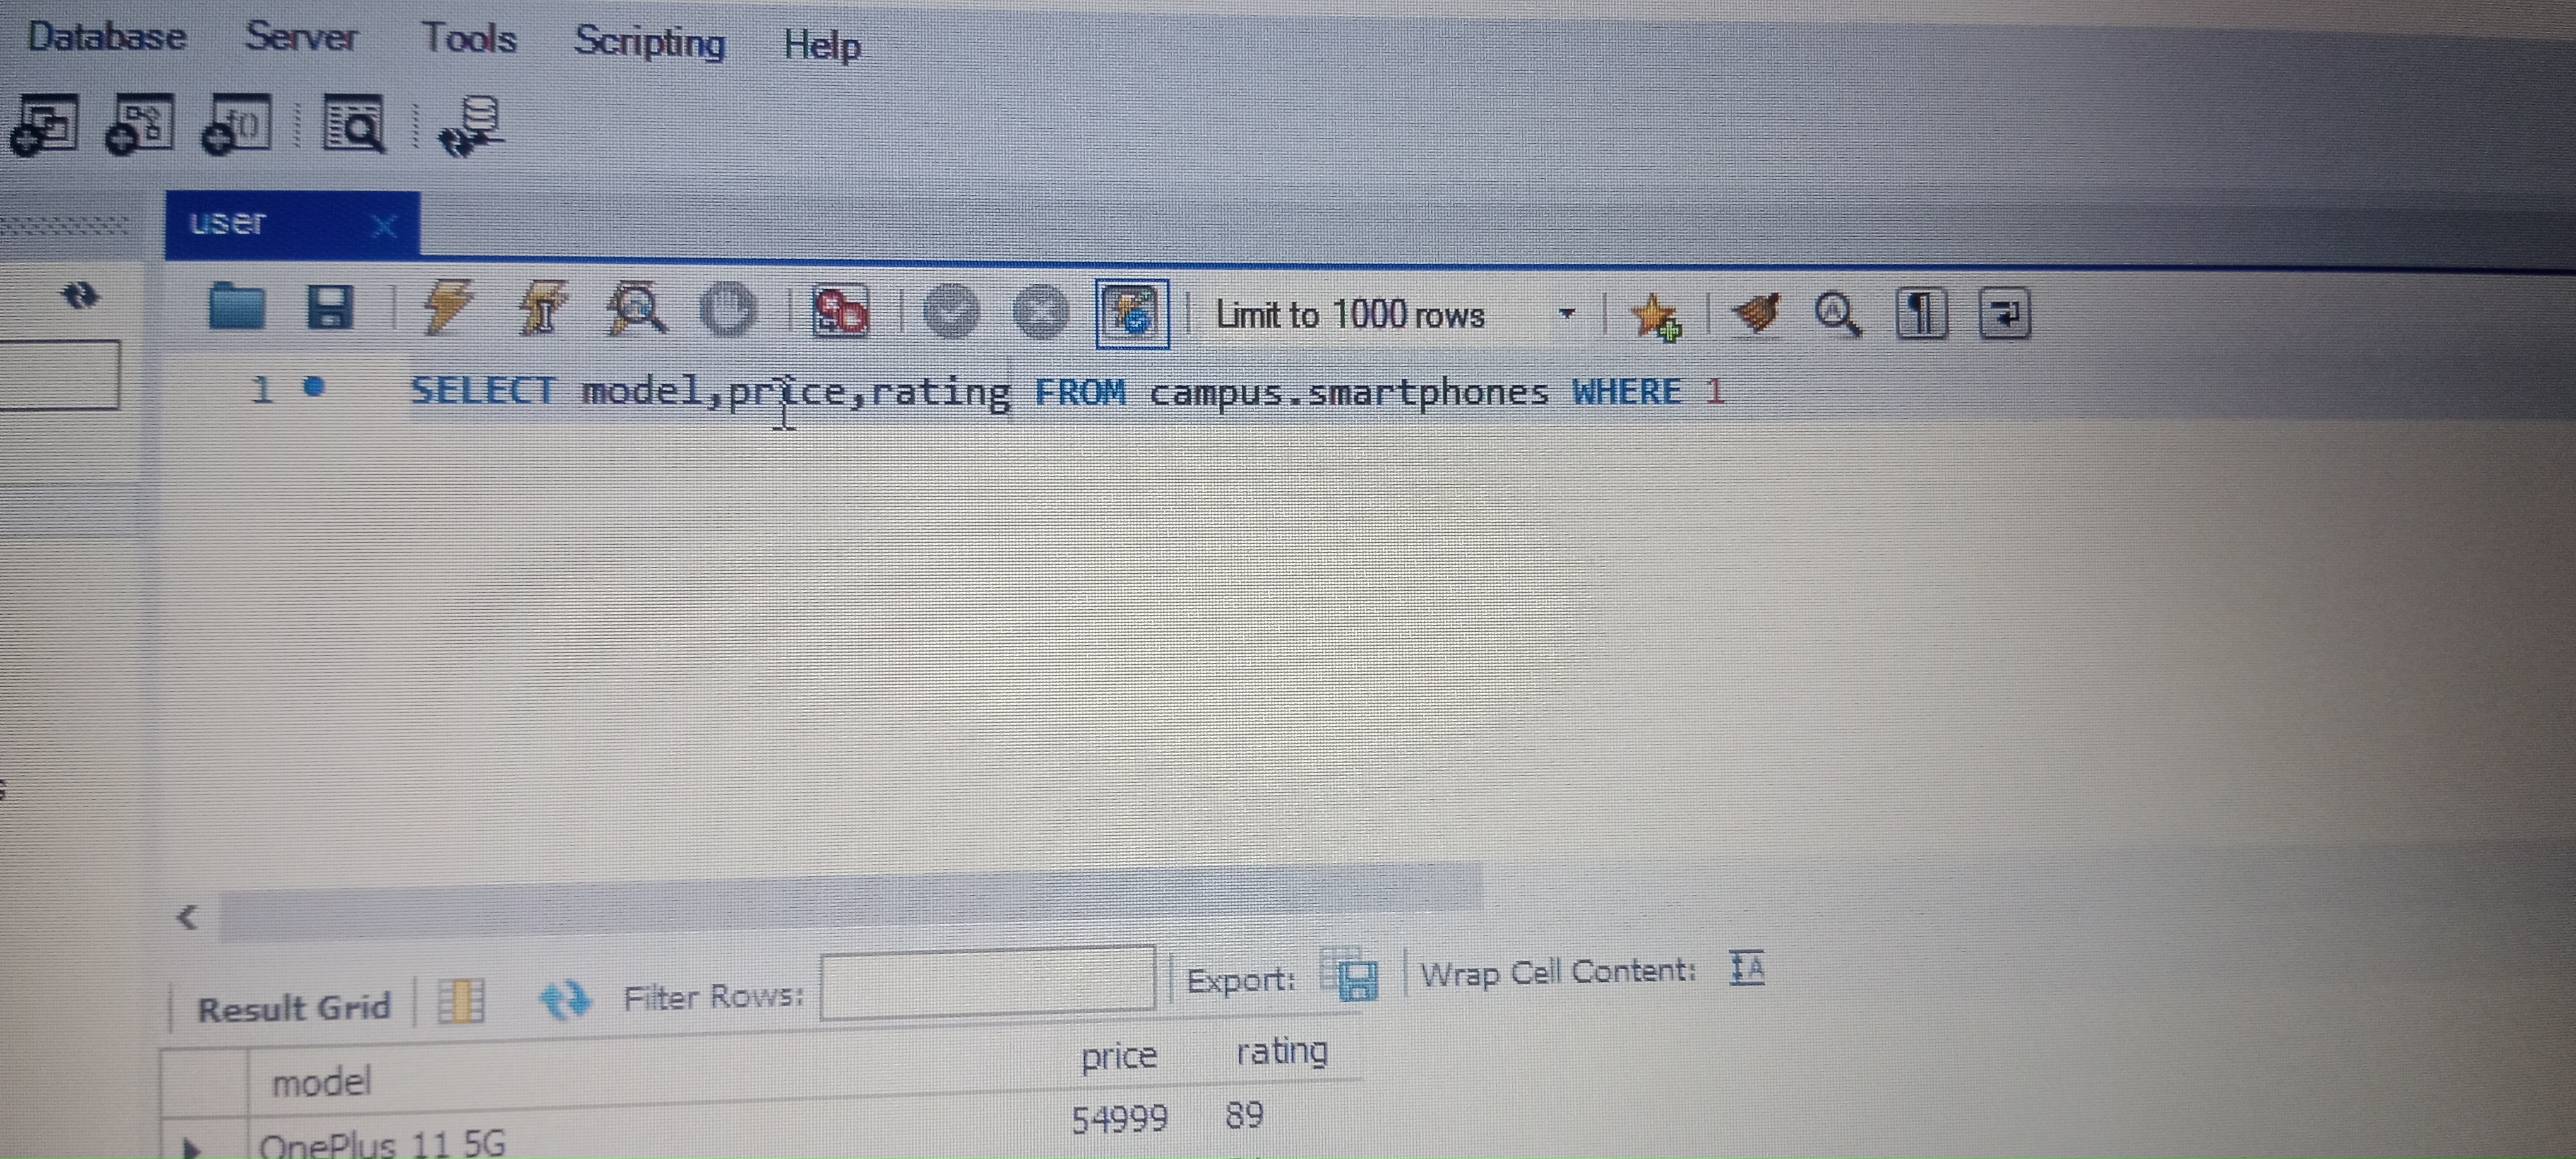 Database Server Tools Scripting Help
user
Limit to 1000 rows
1 SELECT model,price,rating FROM campus.smartphones WHERE 1
Result Grid Filter Rows: Export: Wrap Cell Content: IA
model price rating
OnePlus 11 5G 54999 89